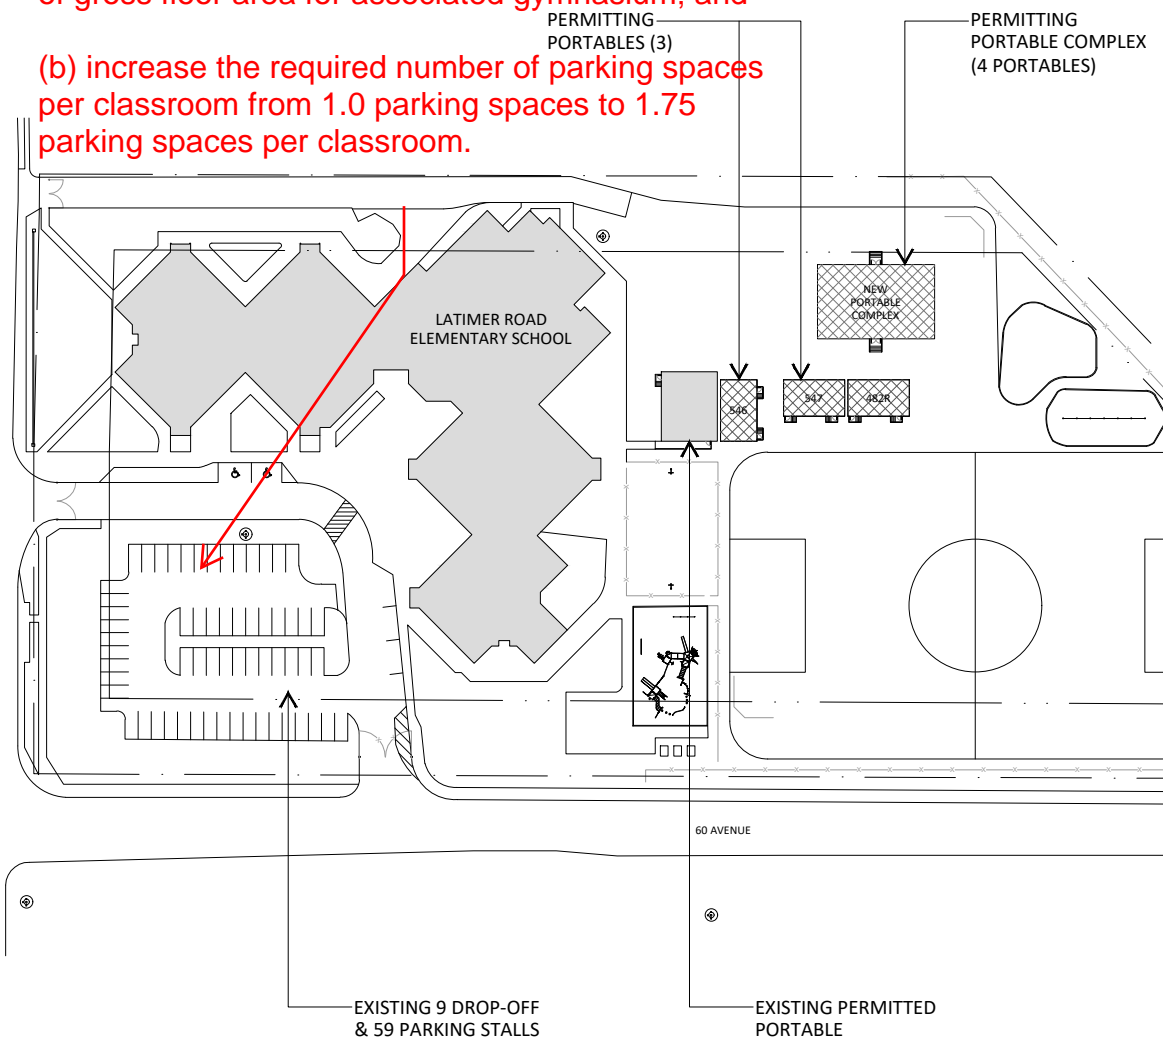 of gross floor area for associated gymnasium; and
(b) increase the required number of parking spaces
per classroom from 1.0 parking spaces to 1.75
parking spaces per classroom.
PERMITTING
PORTABLES (3)
PERMITTING
PORTABLE COMPLEX
(4 PORTABLES)
NEW
PORTABLE
COMPLEX
LATIMER ROAD
ELEMENTARY SCHOOL
546
547
482R
60 AVENUE
EXISTING 9 DROP-OFF
& 59 PARKING STALLS
EXISTING PERMITTED
PORTABLE